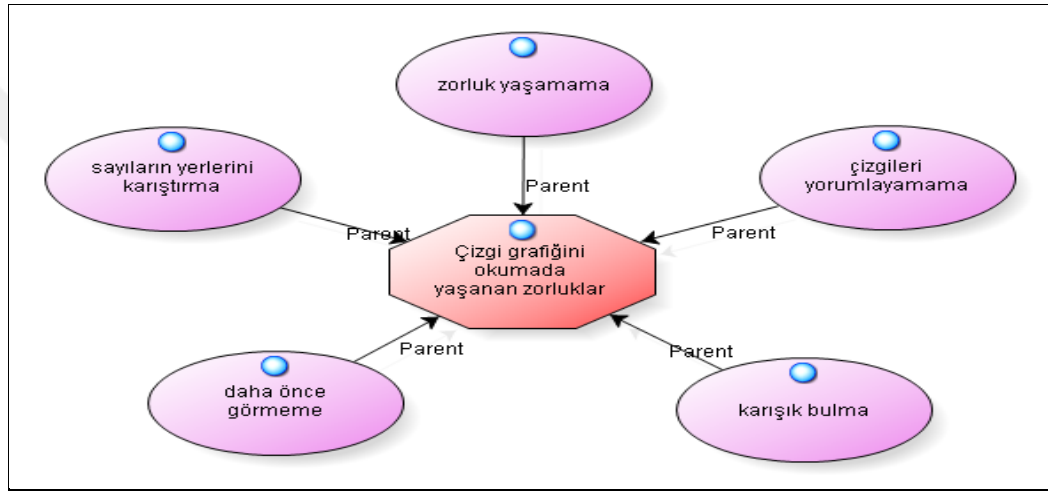 zorluk yaşamama
sayıların yerlerini
karıştırma
çizgileri
yorumlayamama
Parent
Parent
Parent
Çizgi grafiğini
okumada
yaşanan zorluklar
Parent
Parent
daha önce
görmeme
karışık bulma